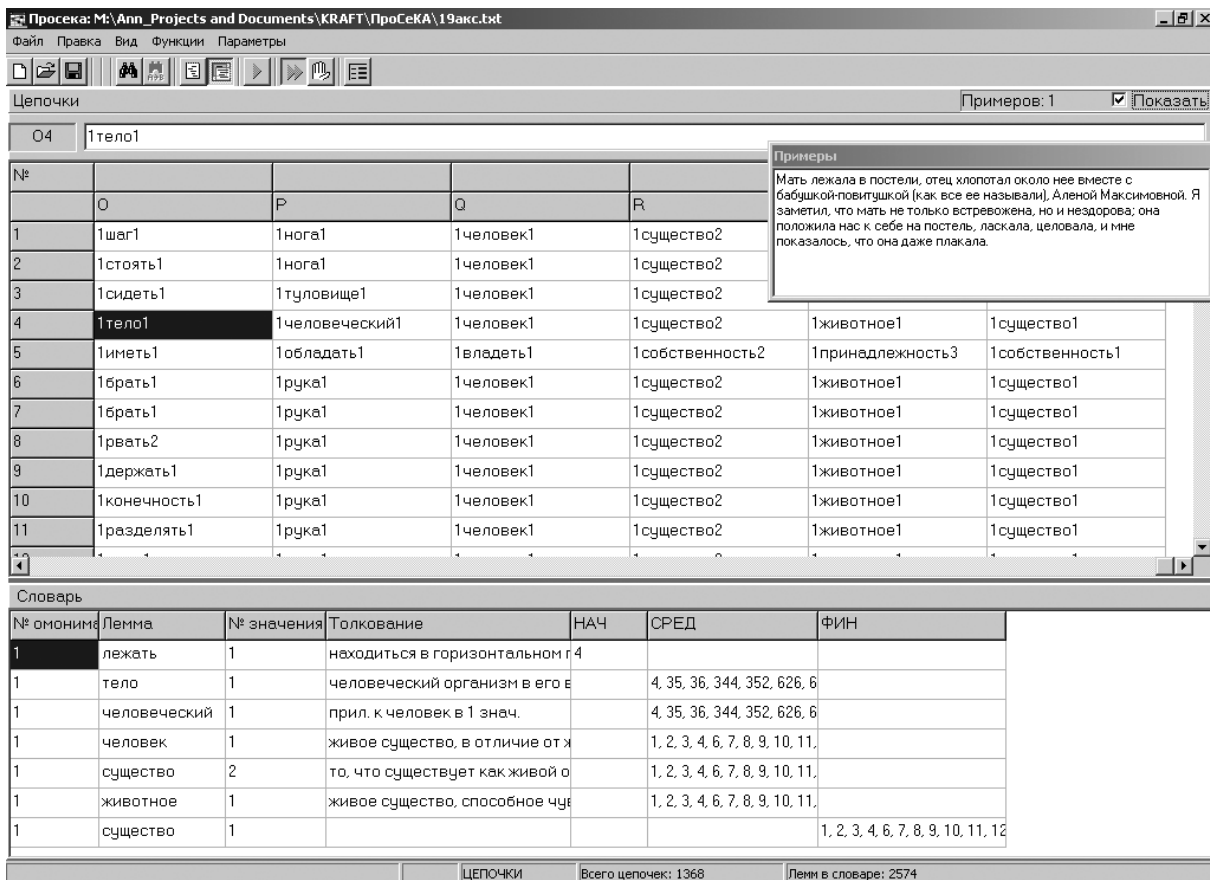 Просека: M:\Ann_Projects and Documents\KRAFT\ПроСеКА\19акс.txt
Файл Правка Вид Функции Параметры
Цепочки Примеров: 1 Показать
O4 1тело1
Примеры
Мать лежала в постели, отец хлопотал около нее вместе с
бабушкой-повитушкой (как все ее называли), Аленой Максимовной. Я
заметил, что мать не только встревожена, но и нездорова; она
положила нас к себе на постель, ласкала, целовала, и мне
показалось, что она даже плакала.
№
O P Q R
1 1шаг1 1нога1 1человек1 1существо2
2 1стоять1 1нога1 1человек1 1существо2
3 1сидеть1 1туловище1 1человек1 1существо2
4 1тело1 1человеческий1 1человек1 1существо2 1животное1 1существо1
5 1иметь1 1обладать1 1владеть1 1собственность2 1принадлежность3 1собственность1
6 1брать1 1рука1 1человек1 1существо2 1животное1 1существо1
7 1брать1 1рука1 1человек1 1существо2 1животное1 1существо1
8 1рвать2 1рука1 1человек1 1существо2 1животное1 1существо1
9 1держать1 1рука1 1человек1 1существо2 1животное1 1существо1
10 1конечность1 1рука1 1человек1 1существо2 1животное1 1существо1
11 1разделять1 1рука1 1человек1 1существо2 1животное1 1существо1
Словарь
№ омонима Лемма № значения Толкование НАЧ СРЕД ФИН
1 лежать 1 находиться в горизонтальном 4
1 тело 1 человеческий организм в его 4, 35, 36, 344, 352, 626, 6
1 человеческий 1 прил. к человек в 1 знач. 4, 35, 36, 344, 352, 626, 6
1 человек 1 живое существо, в отличие от 1, 2, 3, 4, 6, 7, 8, 9, 10, 11,
1 существо 2 то, что существует как живой 1, 2, 3, 4, 6, 7, 8, 9, 10, 11,
1 животное 1 живое существо, способное 1, 2, 3, 4, 6, 7, 8, 9, 10, 11,
1 существо 1 1, 2, 3, 4, 6, 7, 8, 9, 10, 11, 12
ЦЕПОЧКИ Всего цепочек: 1368 Лемм в словаре: 2574